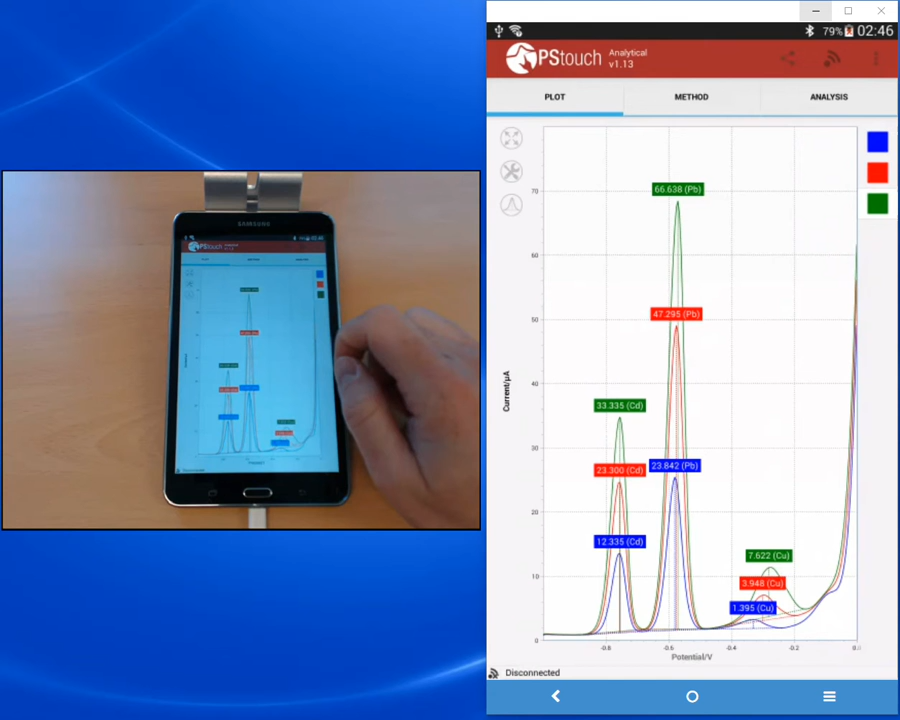 SAMSUNG
79% 02:46
PStouch Analytical
v1.13
PLOT METHOD ANALYSIS
66.638 (Pb)
47.295 (Pb)
33.335 (Cd)
23.842 (Pb)
23.300 (Cd)
12.335 (Cd)
7.622 (Cu)
3.948 (Cu)
1.395 (Cu)
70
60
50
40
30
20
10
0
Current/µA
-0.8 -0.6 -0.4 -0.2
Potential/V
Disconnected